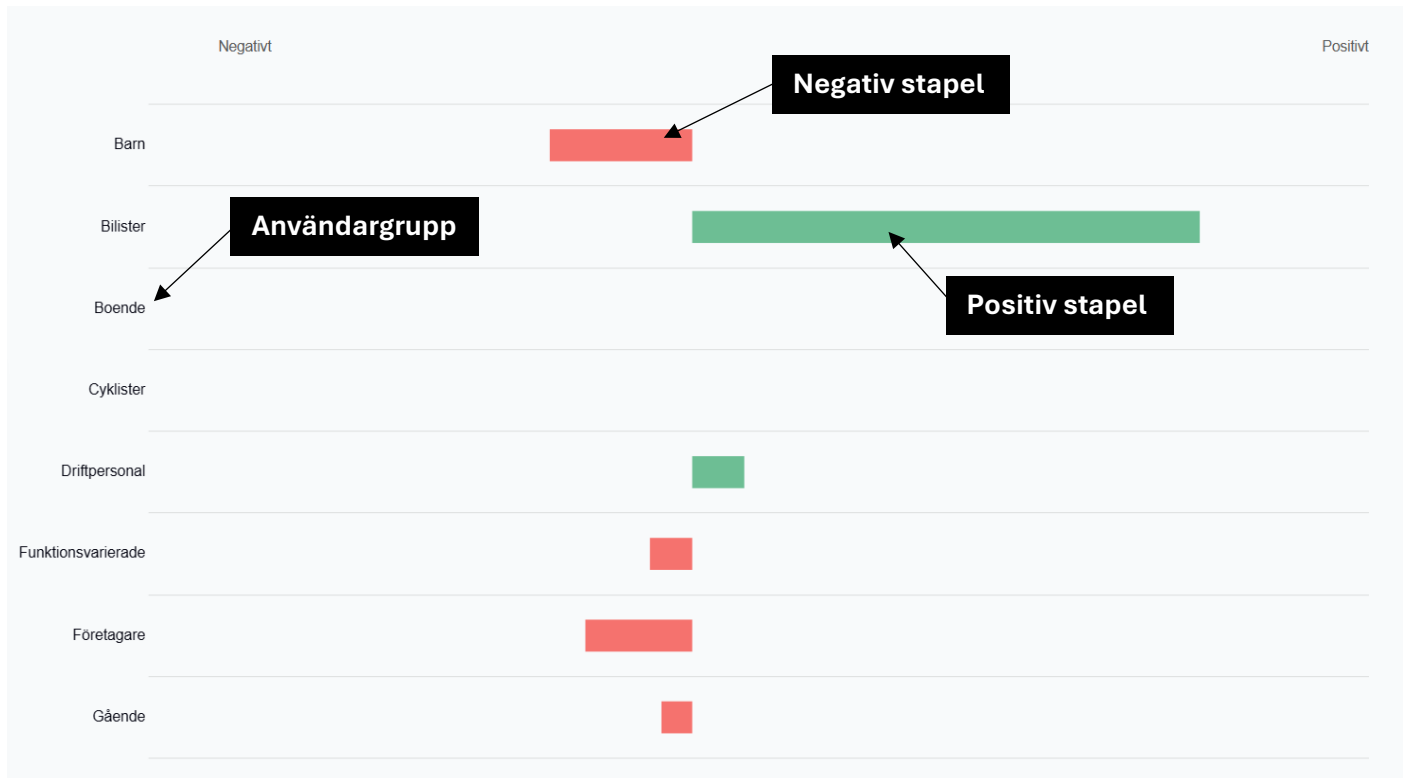 Negativt
Positivt
Negativ stapel
Barn
Användargrupp
Bilister
Positiv stapel
Boende
Cyklister
Driftpersonal
Funktionsvarierade
Företagare
Gående